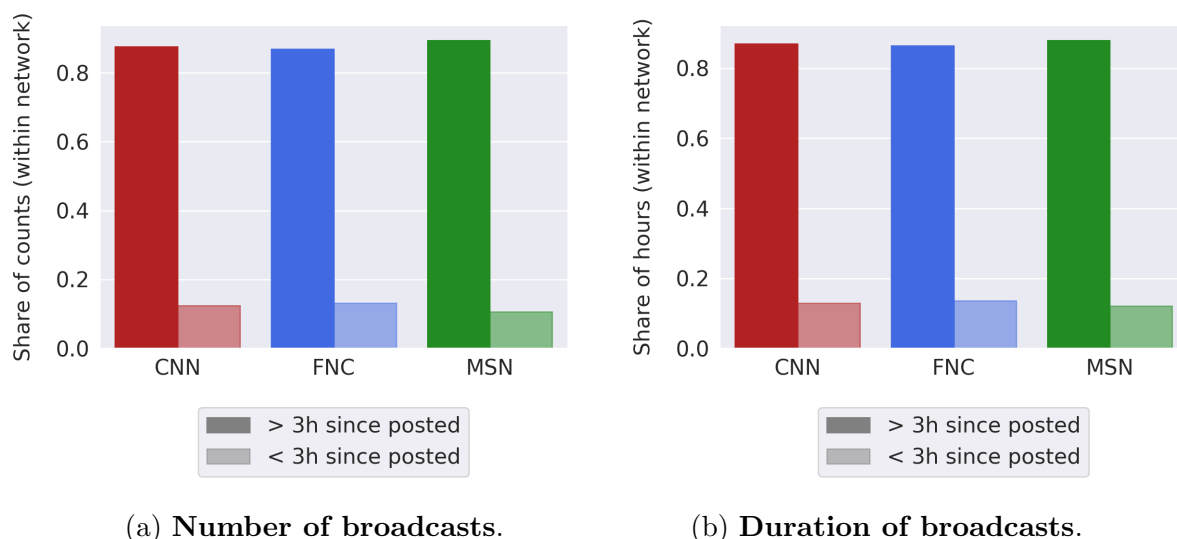 Share of counts (within network)
0.8
0.6
0.4
0.2
0.0
CNN FNC MSN
> 3h since posted
< 3h since posted
(a) Number of broadcasts.
Share of hours (within network)
0.8
0.6
0.4
0.2
0.0
CNN FNC MSN
> 3h since posted
< 3h since posted
(b) Duration of broadcasts.